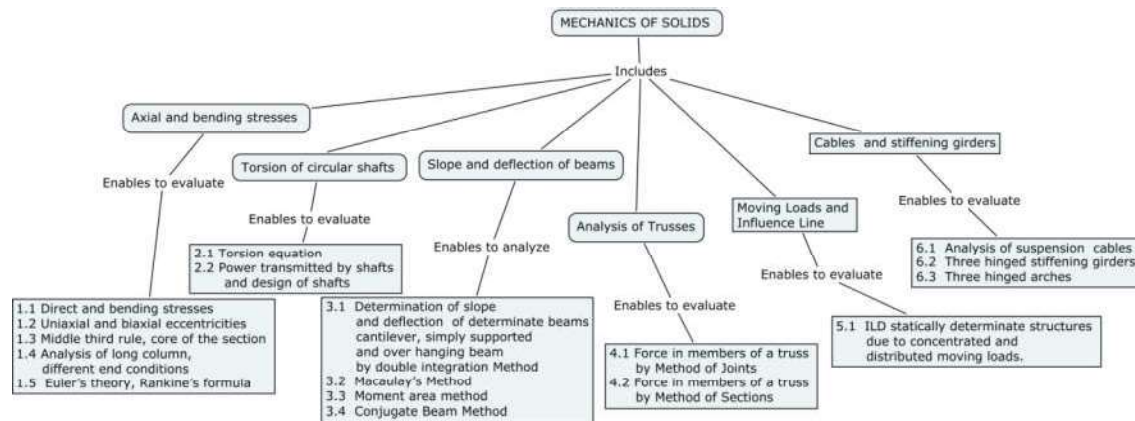 MECHANICS OF SOLIDS
Includes
Axial and bending stresses
Enables to evaluate
1.1 Direct and bending stresses
1.2 Uniaxial and biaxial eccentricities
1.3 Middle third rule, core of the section
1.4 Analysis of long column,
different end conditions
1.5 Euler's theory, Rankine's formula
Torsion of circular shafts
Enables to evaluate
2.1 Torsion equation
2.2 Power transmitted by shafts
and design of shafts
Slope and deflection of beams
Enables to analyze
3.1 Determination of slope
and deflection of determinate beams
cantilever, simply supported
and over hanging beam
by double integration Method
3.2 Macaulay's Method
3.3 Moment area method
3.4 Conjugate Beam Method
Analysis of Trusses
Enables to evaluate
4.1 Force in members of a truss
by Method of Joints
4.2 Force in members of a truss
by Method of Sections
Moving Loads and
Influence Line
Enables to evaluate
5.1 ILD statically determinate structures
due to concentrated and
distributed moving loads.
Cables and stiffening girders
Enables to evaluate
6.1 Analysis of suspension cables
6.2 Three hinged stiffening girders
6.3 Three hinged arches